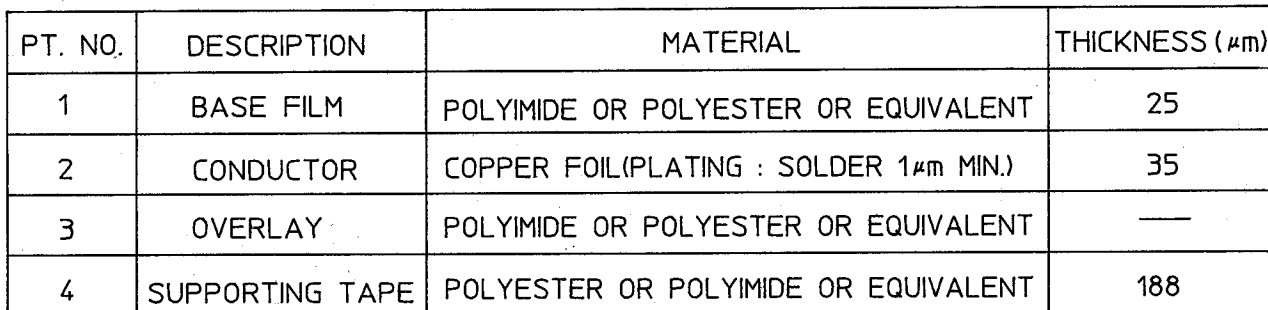 PT. NO. DESCRIPTION MATERIAL THICKNESS (μm)
1 BASE FILM POLYIMIDE OR POLYESTER OR EQUIVALENT 25
2 CONDUCTOR COPPER FOIL(PLATING : SOLDER 1μm MIN.) 35
3 OVERLAY POLYIMIDE OR POLYESTER OR EQUIVALENT —
4 SUPPORTING TAPE POLYESTER OR POLYIMIDE OR EQUIVALENT 188